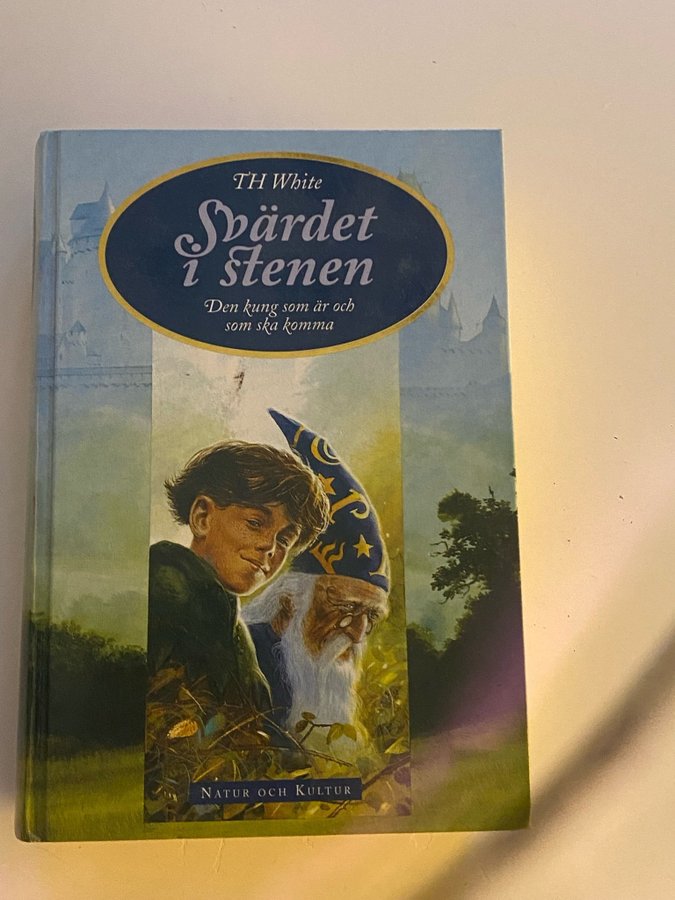 TH White
Svärdet
i stenen
Den kung som är och
som ska komma
NATUR OCH KULTUR